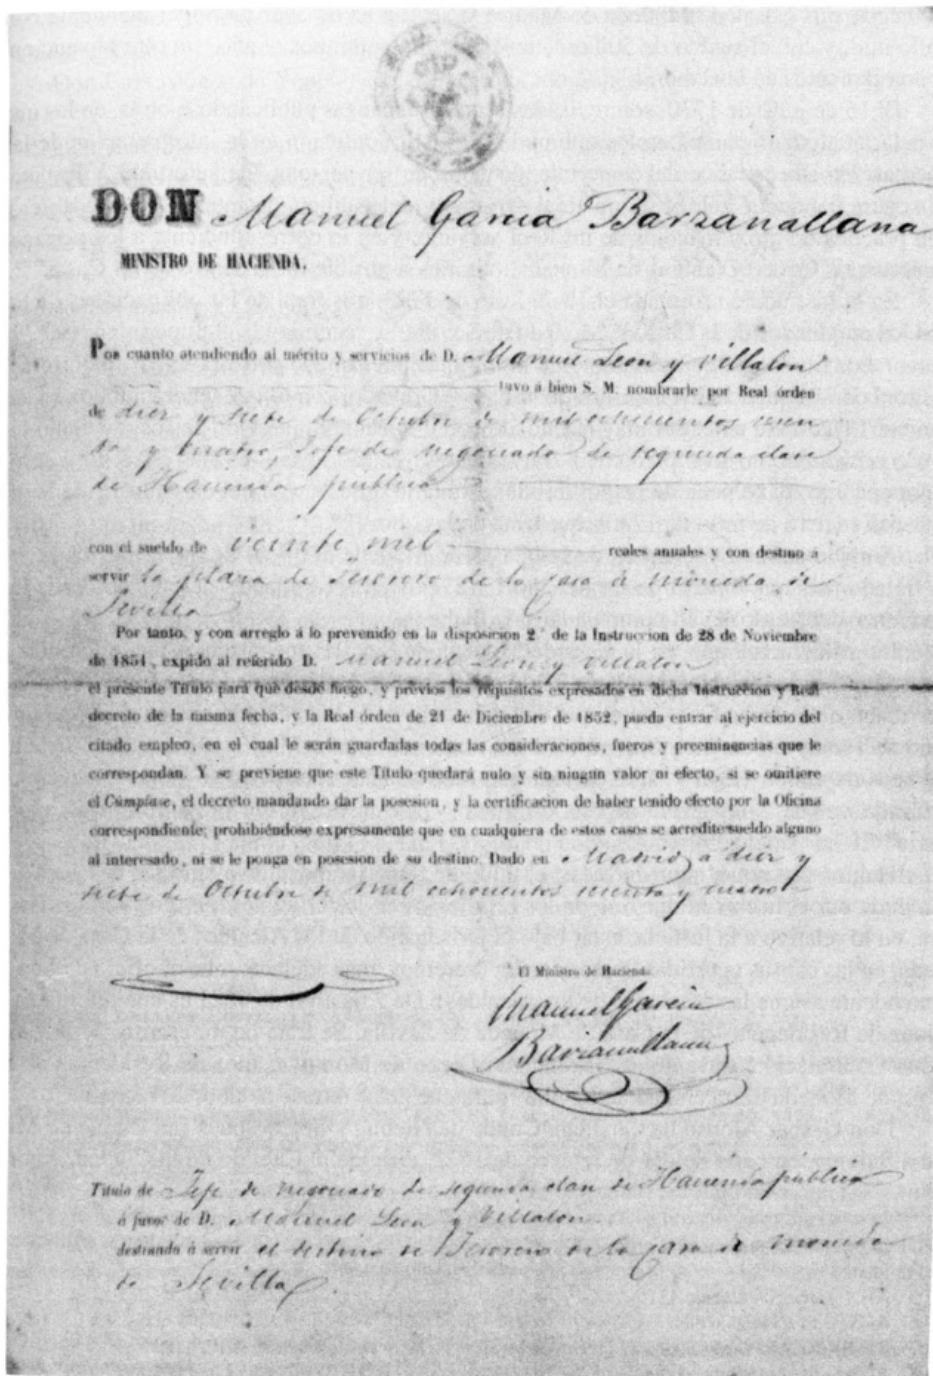 DON Manuel Garcia Barzanallana
MINISTRO DE HACIENDA.
Por cuanto atendiendo al mérito y servicios de D. Manuel Leon y Villalon
tuvo á bien S. M. nombrarle por Real órden
de diez y siete de Octubre de mil ochocientos sesen
ta y cuatro, Jefe de negociado de segunda clase
de Hacienda publica
con el sueldo de veinte mil reales anuales y con destino á
servir la plaza de Tesorero de la Casa de moneda de
Sevilla
Por tanto, y con arreglo á lo prevenido en la disposicion 2ª de la Instruccion de 28 de Noviembre
de 1851, expido al referido D. Manuel Leon y Villalon
el presente Título para que desde luego, y prévios los requisitos expresados en dicha Instruccion y Real
decreto de la misma fecha, y la Real órden de 21 de Diciembre de 1852, pueda entrar al ejercicio del
citado empleo, en el cual le serán guardadas todas las consideraciones, fueros y preeminencias que le
correspondan. Y se previene que este Título quedará nulo y sin ningun valor ni efecto, si se omitiere
el Cúmplase, el decreto mandando dar la posesion, y la certificacion de haber tenido efecto por la Oficina
correspondiente; prohibiéndose expresamente que en cualquiera de estos casos se acredite sueldo alguno
al interesado, ni se le ponga en posesion de su destino. Dado en Madrid a diez y
siete de Octubre de mil ochocientos sesenta y cuatro
El Ministro de Hacienda
Manuel Garcia
Barzanallana
Título de Jefe de negociado de segunda clase de Hacienda publica
á favor de D. Manuel Leon y Villalon
destinado á servir el destino de Tesorero de la Casa de moneda
de Sevilla